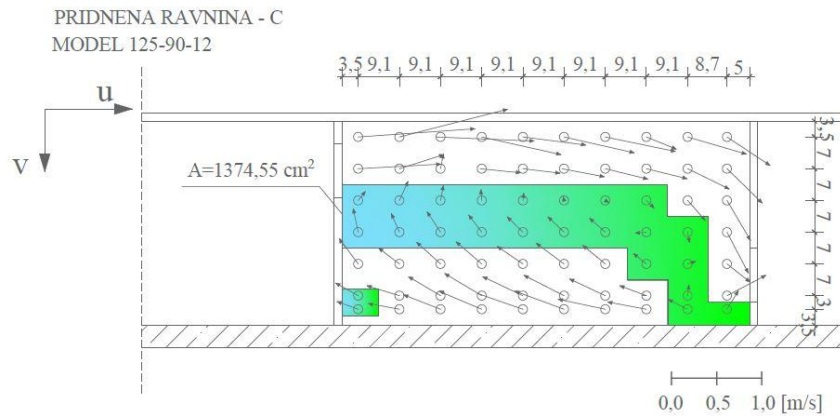 PRIDNENA RAVNINA - C
MODEL 125-90-12
3,5 9,1 9,1 9,1 9,1 9,1 9,1 9,1 9,1 8,7 5
u
v
A=1374,55 cm²
3,5
7
7
7
7
7
3
3,5
0,0 0,5 1,0 [m/s]